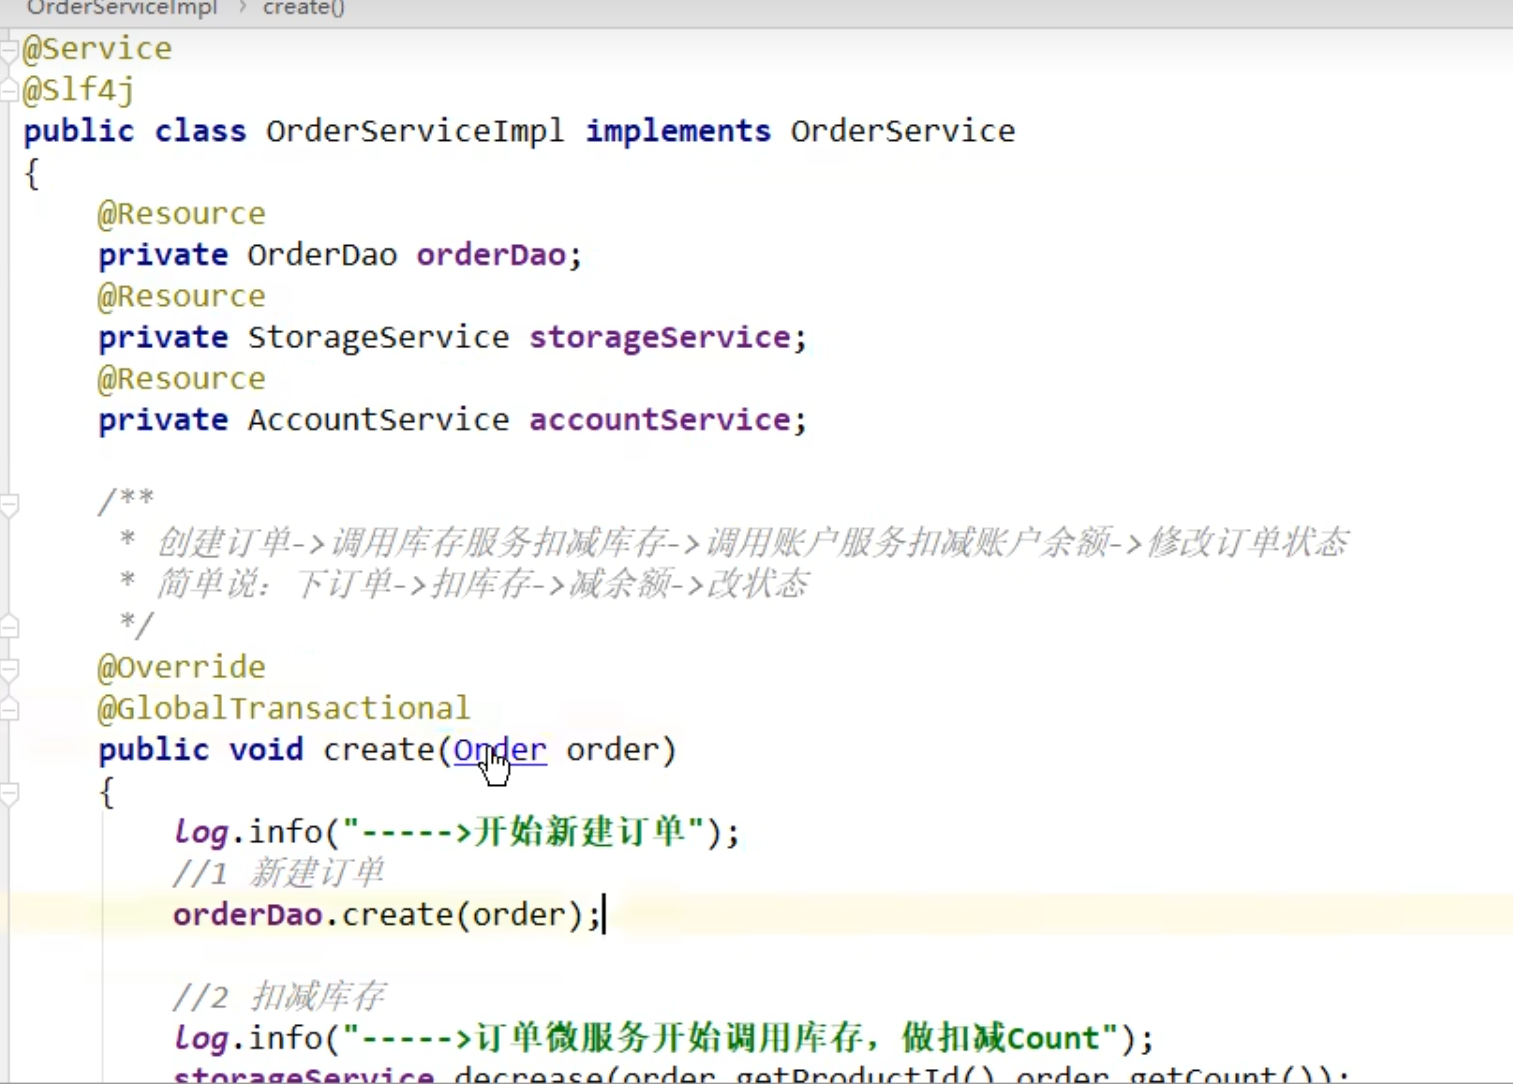 OrderServiceImpl › create()
@Service
@Slf4j
public class OrderServiceImpl implements OrderService
{
@Resource
private OrderDao orderDao;
@Resource
private StorageService storageService;
@Resource
private AccountService accountService;
/**
* 创建订单->调用库存服务扣减库存->调用账户服务扣减账户余额->修改订单状态
* 简单说：下订单->扣库存->减余额->改状态
*/
@Override
@GlobalTransactional
public void create(Order order)
{
log.info("----->开始新建订单");
//1 新建订单
orderDao.create(order);
//2 扣减库存
log.info("----->订单微服务开始调用库存，做扣减Count");
storageService.decrease(order.getProductId(),order.getCount());